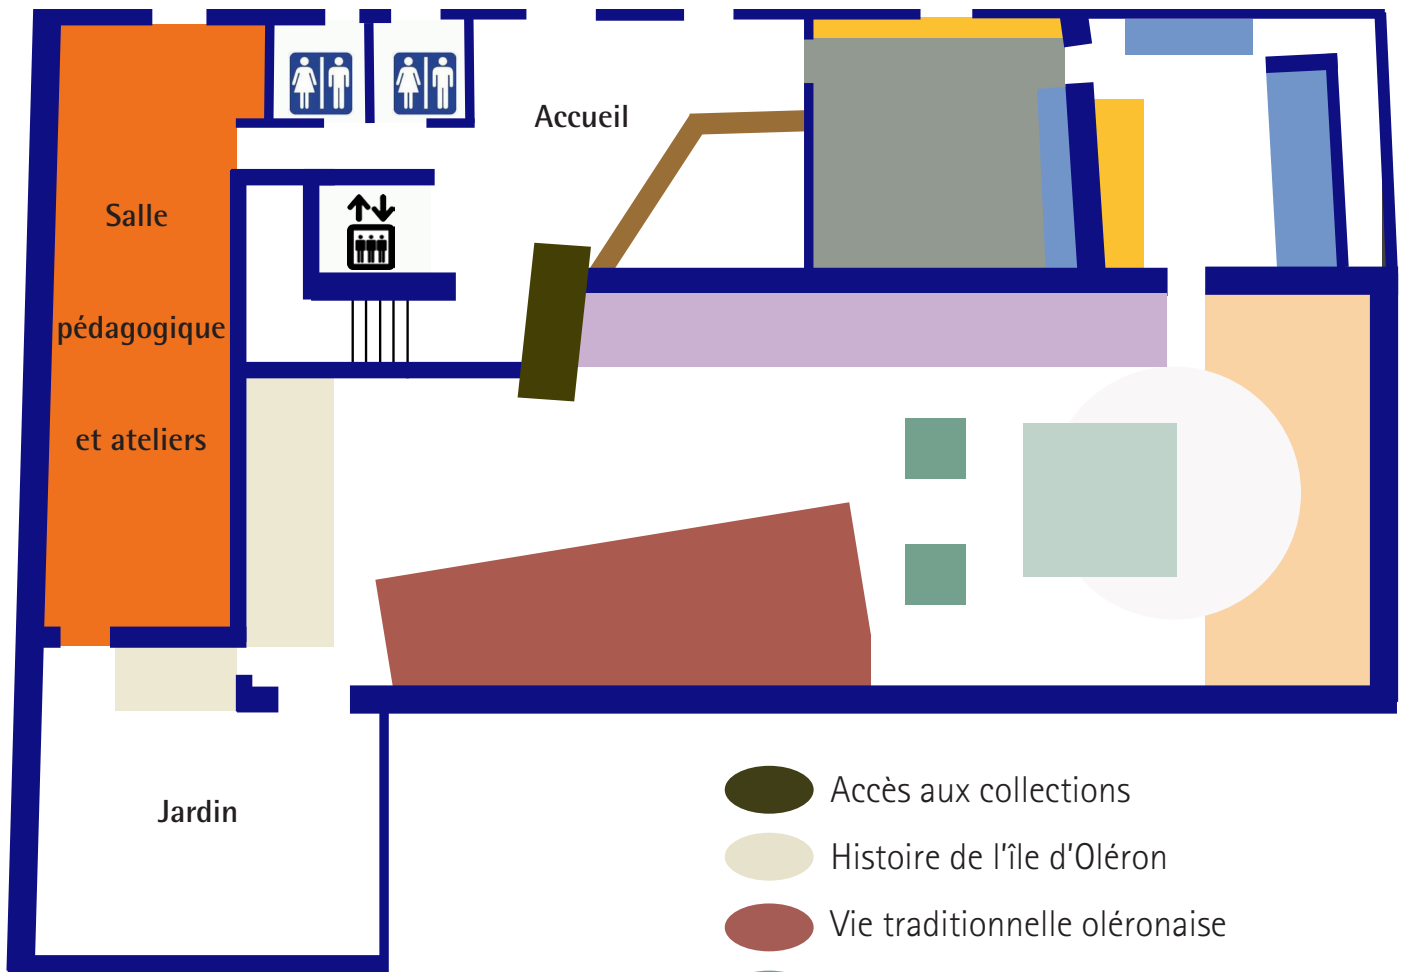 Accueil
Salle
pédagogique
et ateliers
Jardin
Accès aux collections
Histoire de l'île d'Oléron
Vie traditionnelle oléronaise